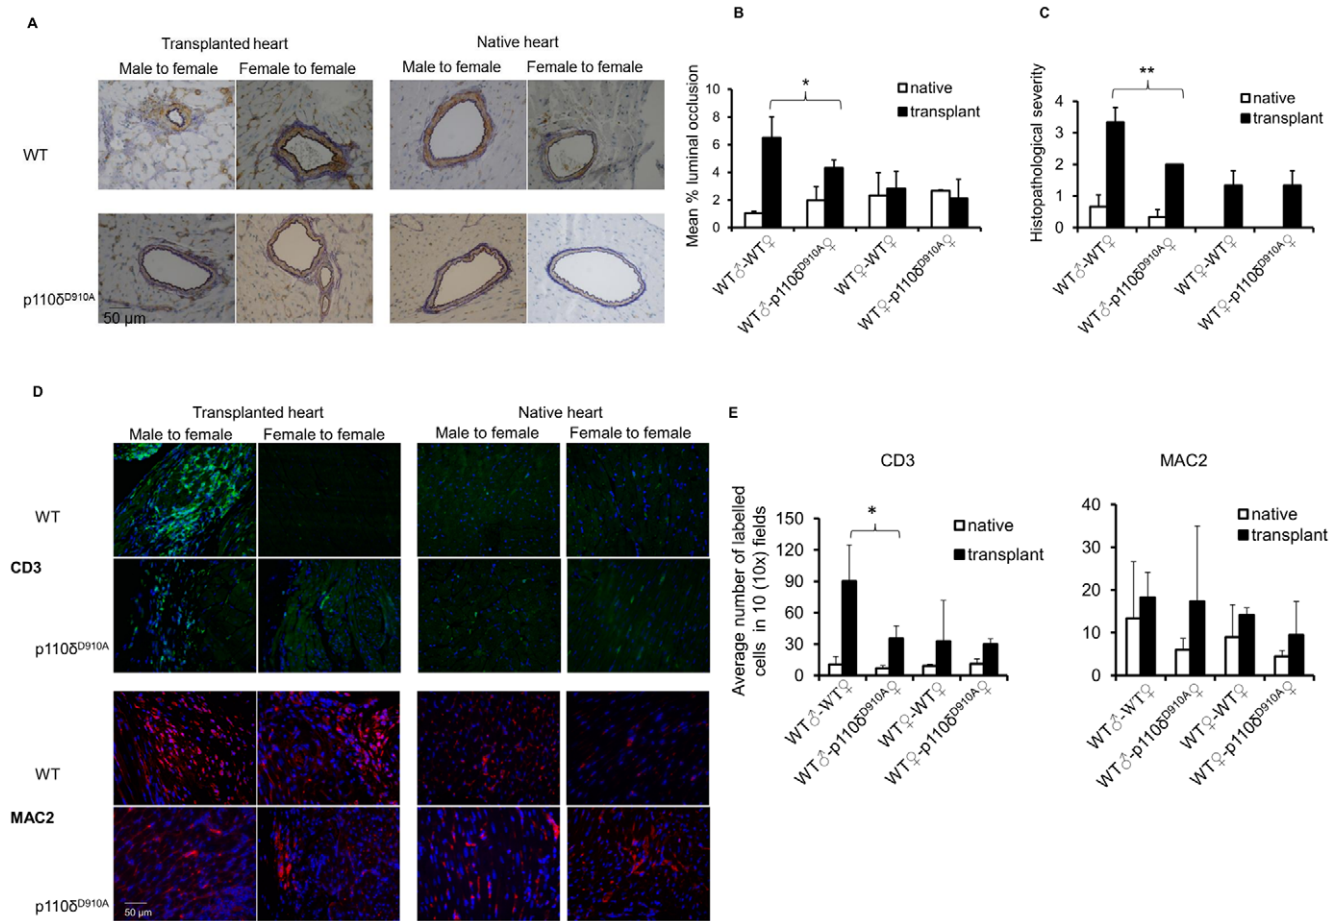 A
Transplanted heart
Native heart
Male to female
Female to female
Male to female
Female to female
WT
p110δD910A
50 μm
B
Mean % luminal occlusion
10
8
6
4
2
0
*
native
transplant
WT♂-WT♀
WT♂-p110δD910A♀
WT♀-WT♀
WT♀-p110δD910A♀
C
Histopathological severity
4
3
2
1
0
**
native
transplant
WT♂-WT♀
WT♂-p110δD910A♀
WT♀-WT♀
WT♀-p110δD910A♀
D
Transplanted heart
Native heart
Male to female
Female to female
Male to female
Female to female
WT
CD3
p110δD910A
WT
MAC2
p110δD910A
50 μm
E
CD3
Average number of labelled
cells in 10 (10x) fields
150
120
90
60
30
0
*
native
transplant
WT♂-WT♀
WT♂-p110δD910A♀
WT♀-WT♀
WT♀-p110δD910A♀
MAC2
40
30
20
10
0
native
transplant
WT♂-WT♀
WT♂-p110δD910A♀
WT♀-WT♀
WT♀-p110δD910A♀